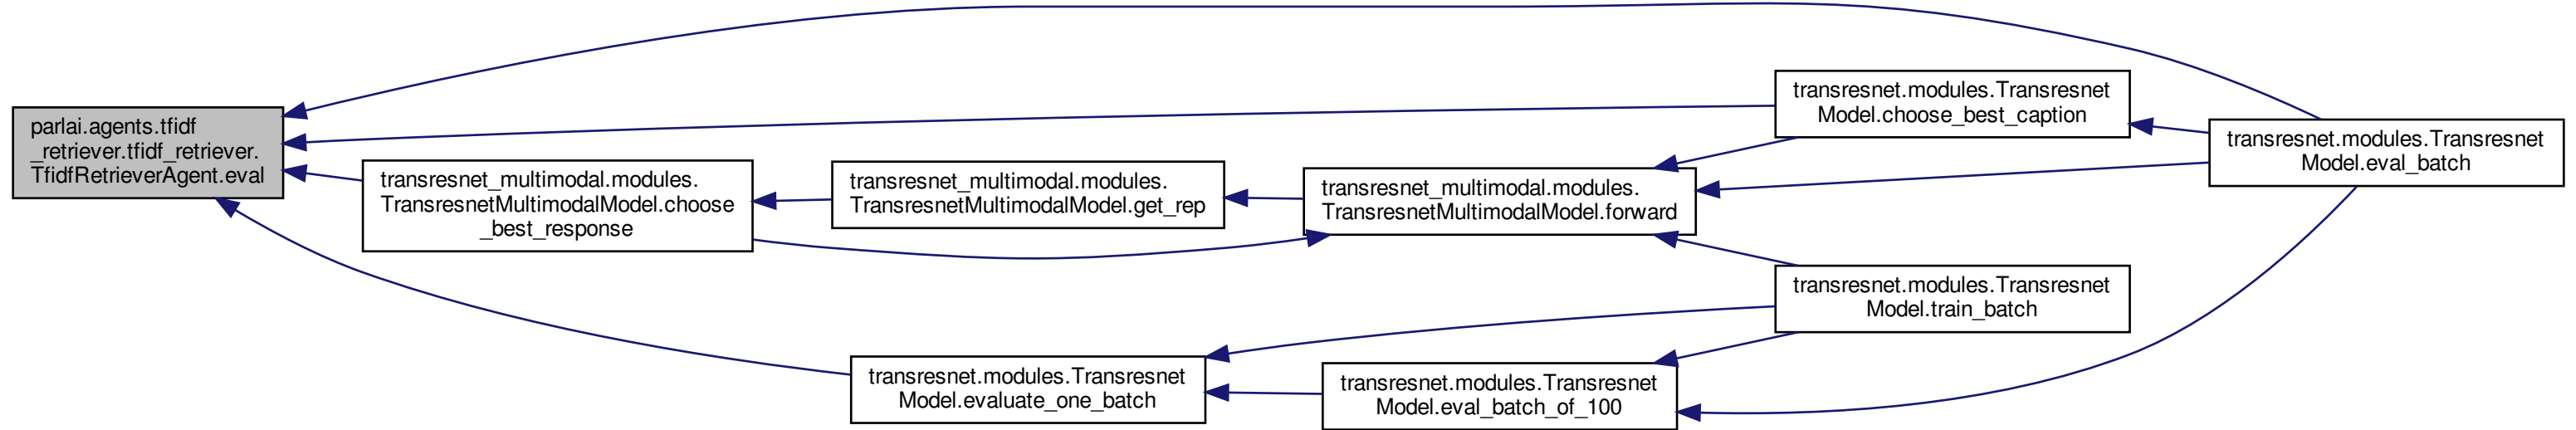 parlai.agents.tfidf
_retriever.tfidf_retriever.
TfidfRetrieverAgent.eval
transresnet_multimodal.modules.
TransresnetMultimodalModel.choose
_best_response
transresnet_multimodal.modules.
TransresnetMultimodalModel.get_rep
transresnet_multimodal.modules.
TransresnetMultimodalModel.forward
transresnet.modules.Transresnet
Model.choose_best_caption
transresnet.modules.Transresnet
Model.eval_batch
transresnet.modules.Transresnet
Model.train_batch
transresnet.modules.Transresnet
Model.evaluate_one_batch
transresnet.modules.Transresnet
Model.eval_batch_of_100